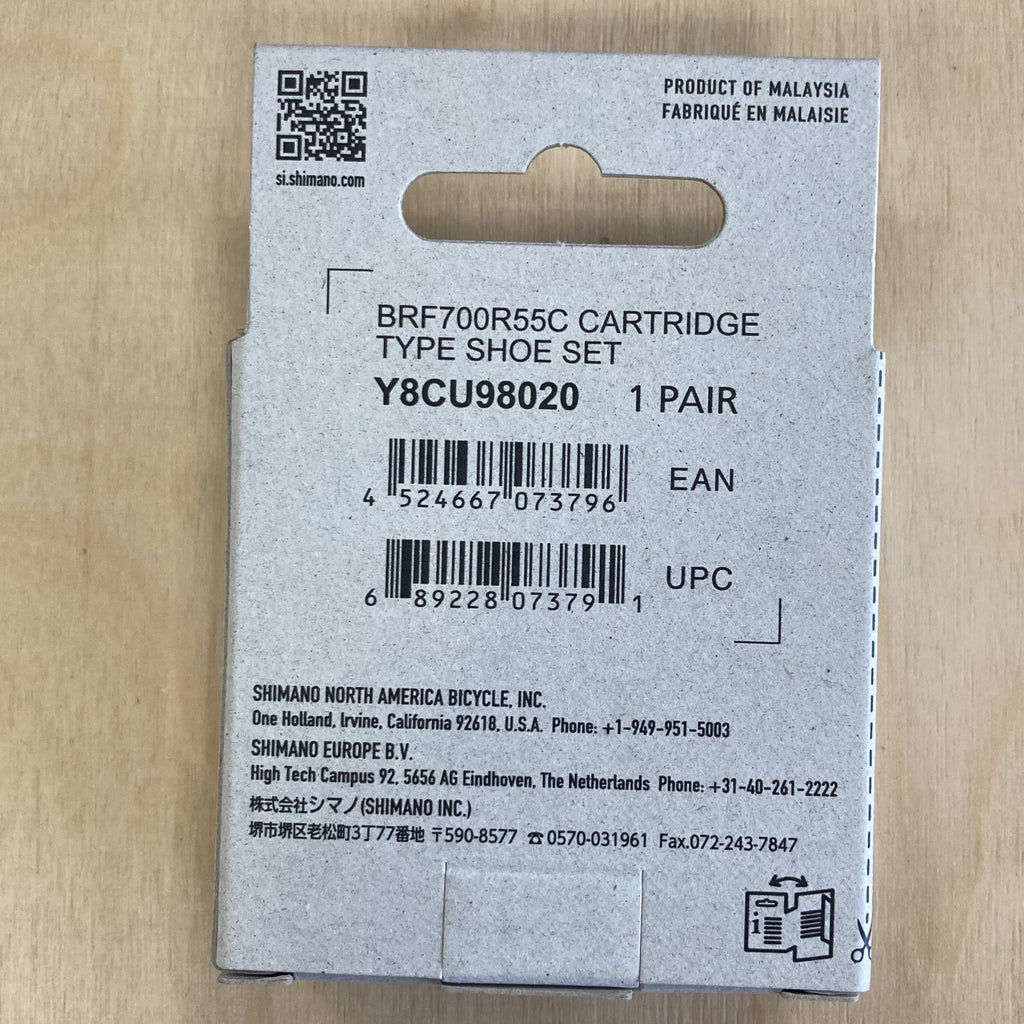 PRODUCT OF MALAYSIA
FABRIQUÉ EN MALAISIE
si.shimano.com
BRF700R55C CARTRIDGE
TYPE SHOE SET
Y8CU98020 1 PAIR
4 524667 073796 EAN
6 89228 07379 1 UPC
SHIMANO NORTH AMERICA BICYCLE, INC.
One Holland, Irvine, California 92618, U.S.A. Phone: +1-949-951-5003
SHIMANO EUROPE B.V.
High Tech Campus 92, 5656 AG Eindhoven, The Netherlands Phone: +31-40-261-2222
株式会社シマノ(SHIMANO INC.)
堺市堺区老松町3丁77番地 〒590-8577 ☎0570-031961 Fax.072-243-7847
i